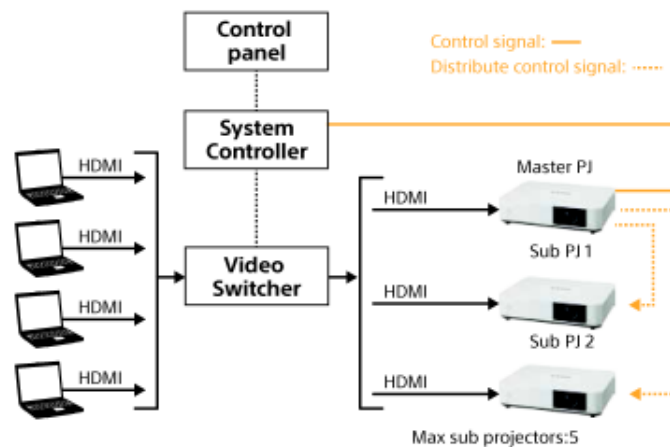 Control
panel
Control signal:
Distribute control signal:
System
Controller
HDMI
HDMI
HDMI
HDMI
Video
Switcher
Master PJ
HDMI
Sub PJ 1
HDMI
Sub PJ 2
HDMI
Max sub projectors:5